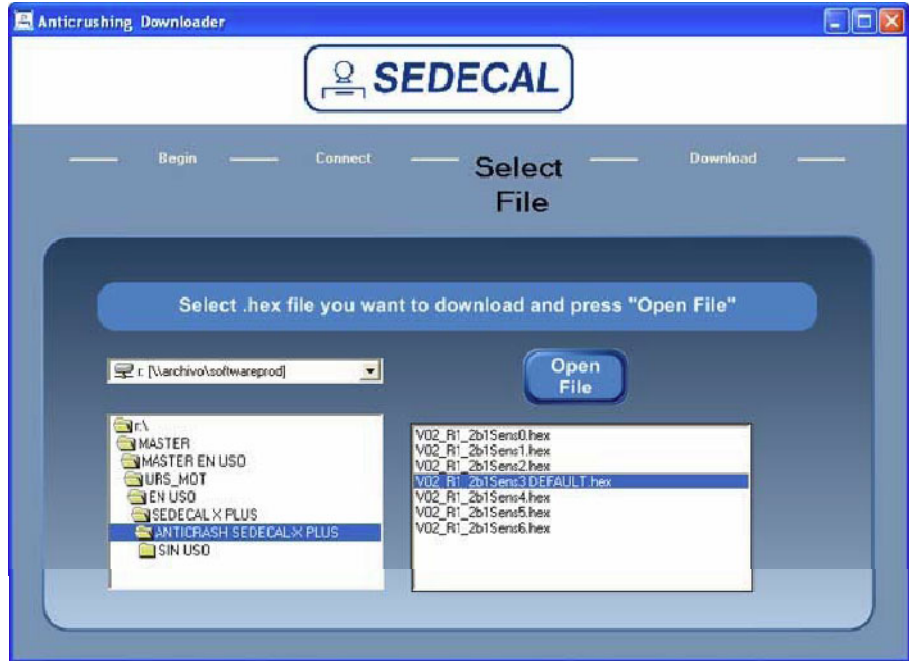 Anticrushing Downloader
SEDECAL
Begin
Connect
Select
File
Download
Select .hex file you want to download and press "Open File"
r: [\\archivo\softwareprod]
Open
File
r:\
MASTER
MASTER EN USO
URS_MOT
EN USO
SEDECAL X PLUS
ANTICRASH SEDECAL-X PLUS
SIN USO
V02_R1_2b1Sens0.hex
V02_R1_2b1Sens1.hex
V02_R1_2b1Sens2.hex
V02_R1_2b1Sens3 DEFAULT.hex
V02_R1_2b1Sens4.hex
V02_R1_2b1Sens5.hex
V02_R1_2b1Sens6.hex